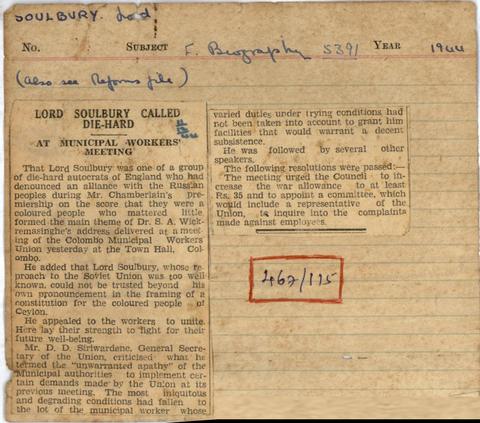 SOULBURY. Lord
No. SUBJECT F. Biography S391 YEAR 1944
(Also see Reforms file)
LORD SOULBURY CALLED
DIE-HARD
AT MUNICIPAL WORKERS'
MEETING
That Lord Soulbury was one of a group
of die-hard autocrats of England who had
denounced an alliance with the Russian
peoples during Mr. Chamberlain's pre-
miership on the score that they were a
coloured people who mattered little,
formed the main theme of Dr. S. A. Wick-
remasinghe's address delivered at a meet-
ing of the Colombo Municipal Workers
Union yesterday at the Town Hall, Col-
ombo.
He added that Lord Soulbury, whose re-
proach to the Soviet Union was too well
known, could not be trusted beyond his
own pronouncement in the framing of a
constitution for the coloured people of
Ceylon.
He appealed to the workers to unite.
Here lay their strength to fight for their
future well-being.
Mr. D. D. Siriwardene, General Secre-
tary of the Union, criticised what he
termed the "unwarranted apathy" of the
Municipal authorities to implement cer-
tain demands made by the Union at its
previous meeting. The most iniquitous
and degrading conditions had fallen to
the lot of the municipal worker whose
varied duties under trying conditions had
not been taken into account to grant him
facilities that would warrant a decent
subsistence.
He was followed by several other
speakers.
The following resolutions were passed:—
The meeting urged the Council to in-
crease the war allowance to at least
Rs. 35 and to appoint a committee, which
would include a representative of the
Union, to inquire into the complaints
made against employees.
462/115